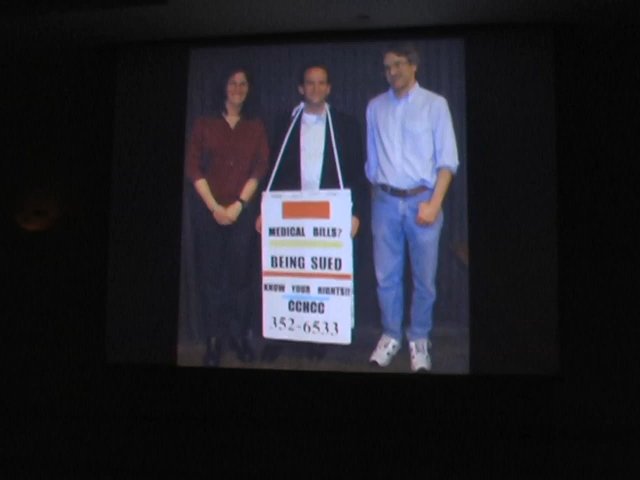 MEDICAL BILLS?
BEING SUED
KNOW YOUR RIGHTS!!
CCHCC
352-6533